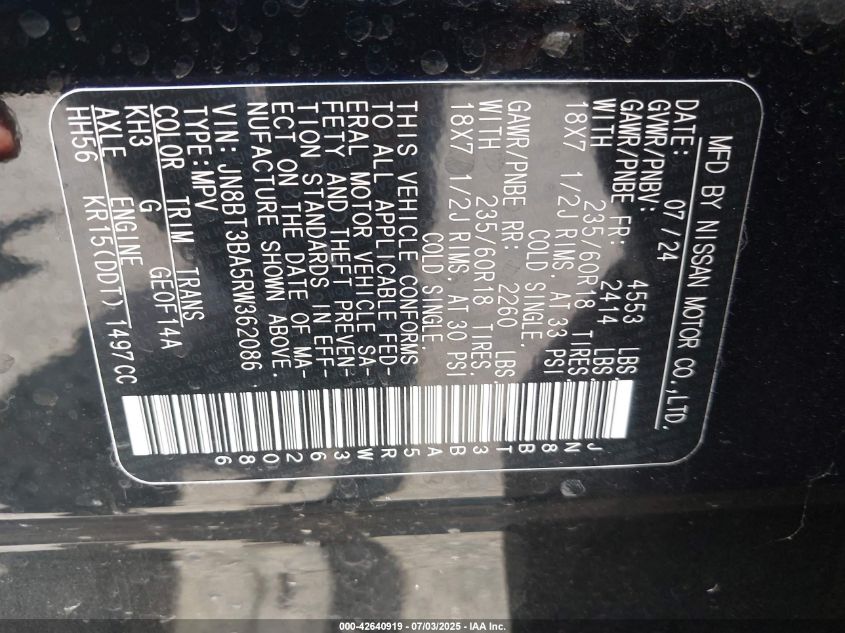 MFD BY NISSAN MOTOR CO.,LTD.
DATE: 07/24
GVWR/PNBV: 4553 LBS.
GAWR/PNBE FR: 2414 LBS.
WITH 235/60R18 TIRES,
18X7 1/2J RIMS, AT 33 PSI
COLD SINGLE.
GAWR/PNBE RR: 2260 LBS.
WITH 235/60R18 TIRES,
18X7 1/2J RIMS, AT 30 PSI
COLD SINGLE.
THIS VEHICLE CONFORMS
TO ALL APPLICABLE FED-
ERAL MOTOR VEHICLE SA-
FETY AND THEFT PREVEN-
TION STANDARDS IN EFF-
ECT ON THE DATE OF MA-
NUFACTURE SHOWN ABOVE.
VIN: JN8BT3BA5RW362086
TYPE: MPV
COLOR TRIM TRANS
KH3 G GE0F14A
AXLE ENGINE
HH56 KR15(DDT) 1497CC
JN8BT3BA5RW362086
000-42640919 - 07/03/2025 - IAA Inc.